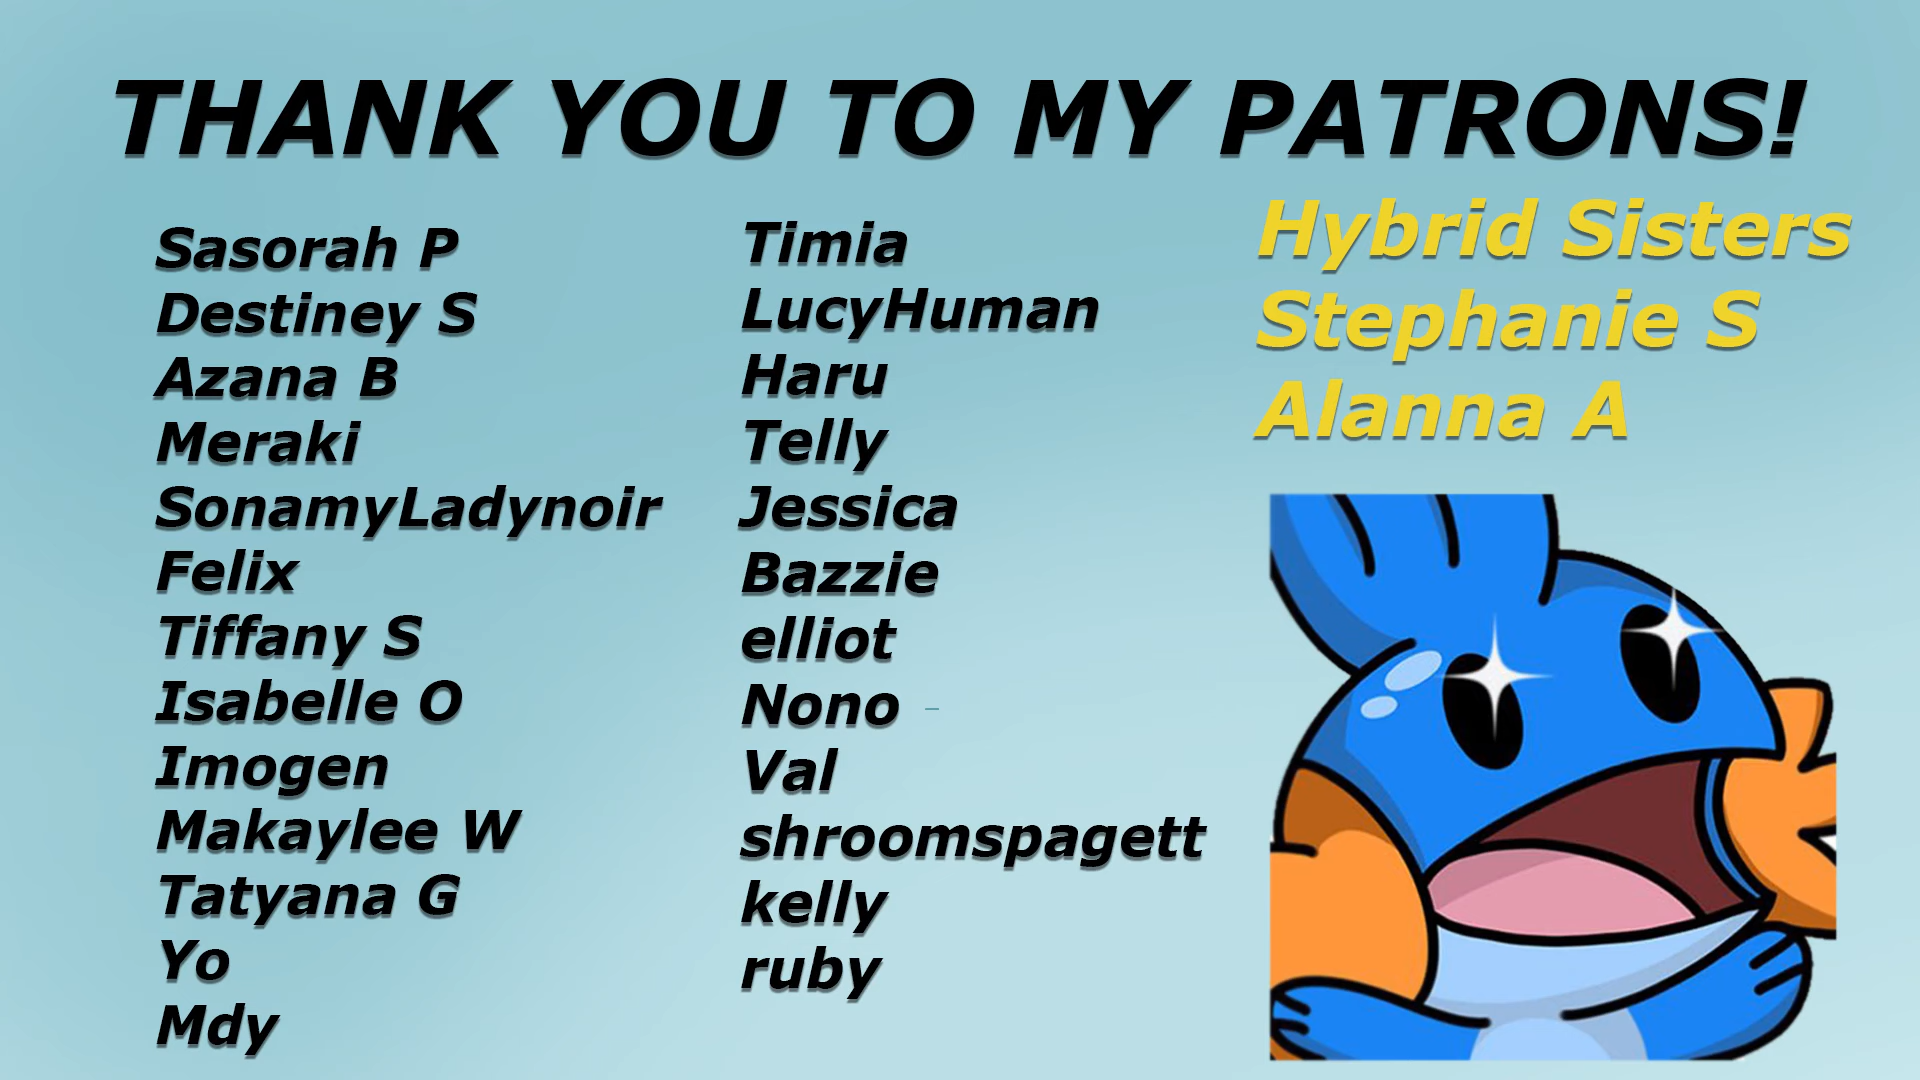 THANK YOU TO MY PATRONS!
Sasorah P
Destiney S
Azana B
Meraki
SonamyLadynoir
Felix
Tiffany S
Isabelle O
Imogen
Makaylee W
Tatyana G
Yo
Mdy
Timia
LucyHuman
Haru
Telly
Jessica
Bazzie
elliot
Nono
Val
shroomspagett
kelly
ruby
Hybrid Sisters
Stephanie S
Alanna A